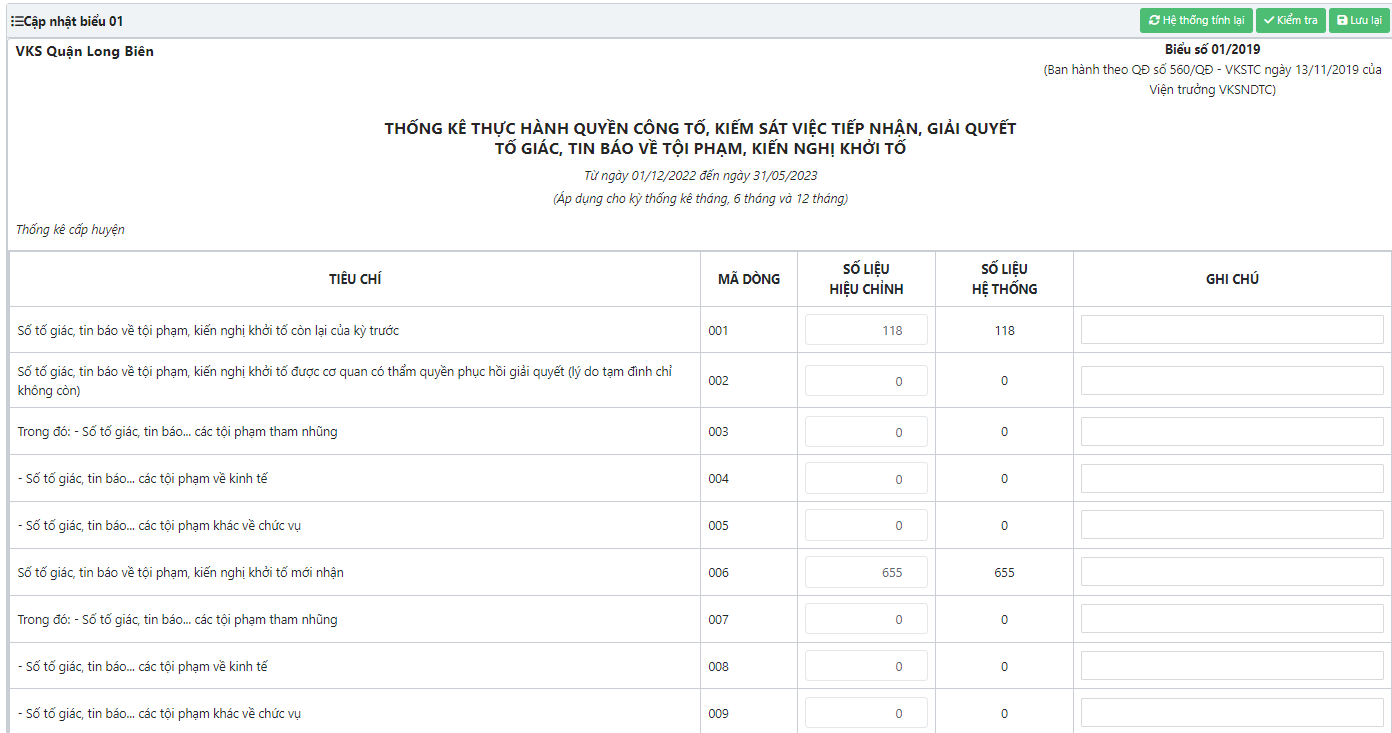 Cập nhật biểu 01
Hệ thống tính lại
Kiểm tra
Lưu lại
VKS Quận Long Biên
Biểu số 01/2019
(Ban hành theo QĐ số 560/QĐ - VKSTC ngày 13/11/2019 của
Viện trưởng VKSNDTC)
THỐNG KÊ THỰC HÀNH QUYỀN CÔNG TỐ, KIỂM SÁT VIỆC TIẾP NHẬN, GIẢI QUYẾT
TỐ GIÁC, TIN BÁO VỀ TỘI PHẠM, KIẾN NGHỊ KHỞI TỐ
Từ ngày 01/12/2022 đến ngày 31/05/2023
(Áp dụng cho kỳ thống kê tháng, 6 tháng và 12 tháng)
Thống kê cấp huyện
TIÊU CHÍ MÃ DÒNG SỐ LIỆU HIỆU CHỈNH SỐ LIỆU HỆ THỐNG GHI CHÚ
Số tố giác, tin báo về tội phạm, kiến nghị khởi tố còn lại của kỳ trước 001 118 118
Số tố giác, tin báo về tội phạm, kiến nghị khởi tố được cơ quan có thẩm quyền phục hồi giải quyết (lý do tạm đình chỉ
không còn) 002 0 0
Trong đó: - Số tố giác, tin báo... các tội phạm tham nhũng 003 0 0
- Số tố giác, tin báo... các tội phạm về kinh tế 004 0 0
- Số tố giác, tin báo... các tội phạm khác về chức vụ 005 0 0
Số tố giác, tin báo về tội phạm, kiến nghị khởi tố mới nhận 006 655 655
Trong đó: - Số tố giác, tin báo... các tội phạm tham nhũng 007 0 0
- Số tố giác, tin báo... các tội phạm về kinh tế 008 0 0
- Số tố giác, tin báo... các tội phạm khác về chức vụ 009 0 0